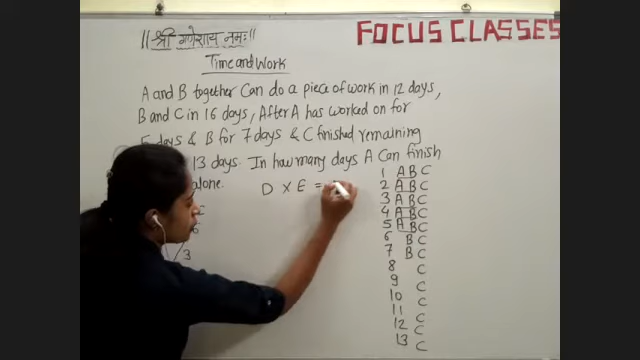 || श्री गणेशाय नमः ||
FOCUS CLASSES
Time and Work
A and B together Can do a piece of work in 12 days,
B and C in 16 days, After A has worked on for
5 days & B for 7 days & C finished remaining
13 days. In how many days A Can finish
alone.
D X E =
1 A B C
2 A B C
3 A B C
4 A B C
5 A B C
6 B C
7 B C
8 C
9 C
10 C
11 C
12 C
13 C
3